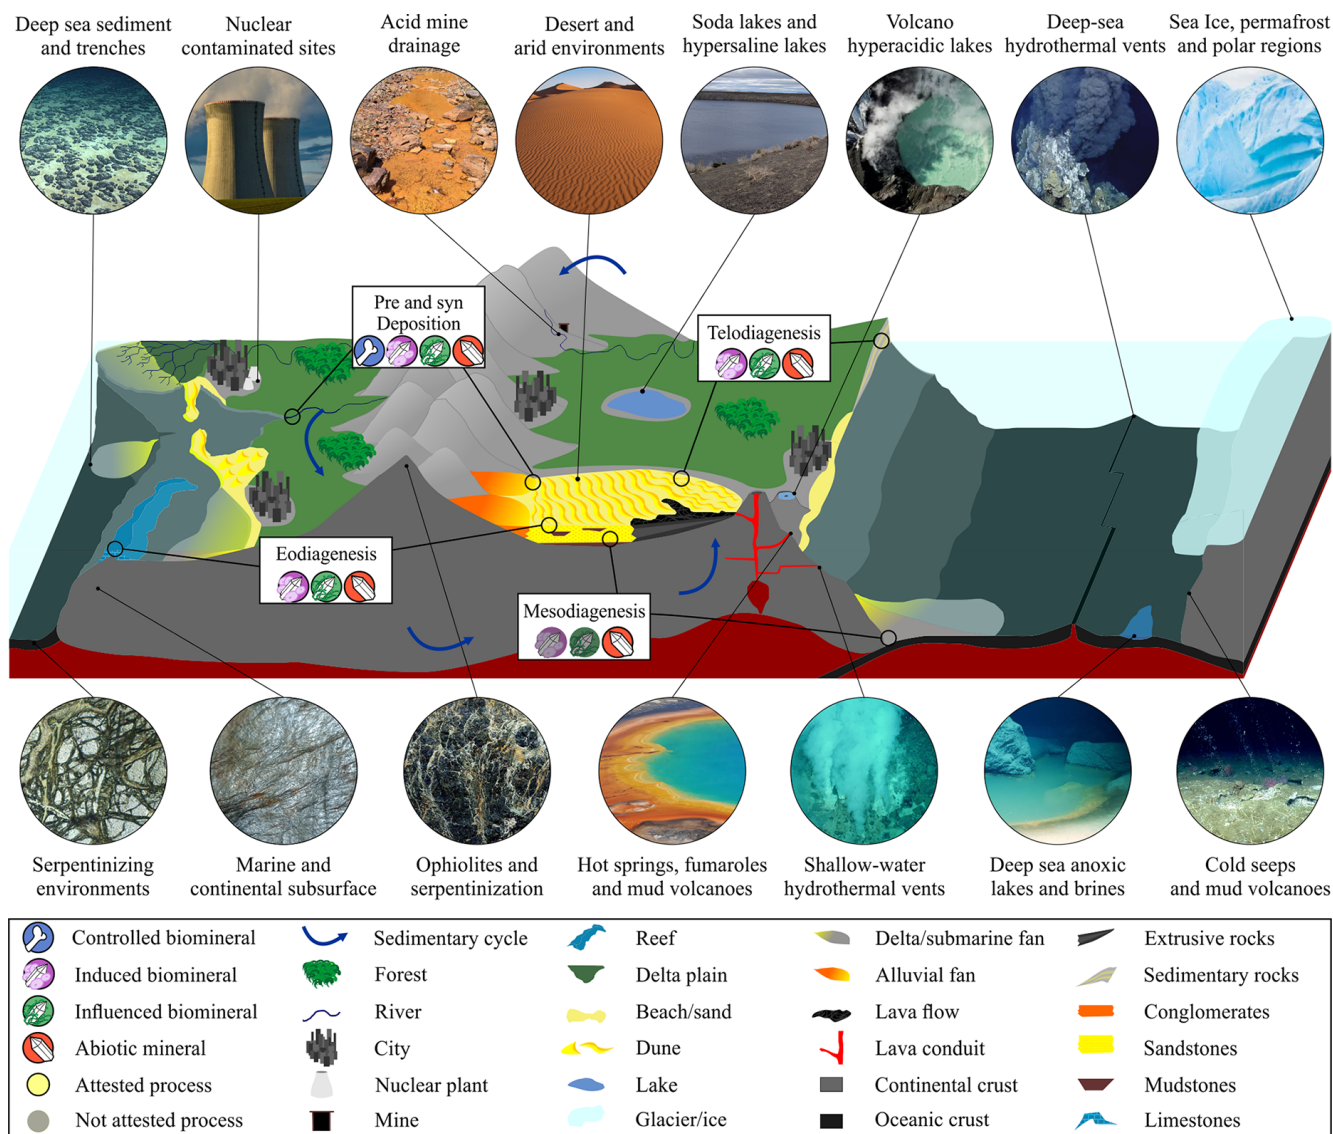 Deep sea sediment
and trenches
Nuclear
contaminated sites
Acid mine
drainage
Desert and
arid environments
Soda lakes and
hypersaline lakes
Volcano
hyperacidic lakes
Deep-sea
hydrothermal vents
Sea Ice, permafrost
and polar regions
Pre and syn
Deposition
Telodiagenesis
Eodiagenesis
Mesodiagenesis
Serpentinizing
environments
Marine and
continental subsurface
Ophiolites and
serpentinization
Hot springs, fumaroles
and mud volcanoes
Shallow-water
hydrothermal vents
Deep sea anoxic
lakes and brines
Cold seeps
and mud volcanoes
Controlled biomineral
Induced biomineral
Influenced biomineral
Abiotic mineral
Attested process
Not attested process
Sedimentary cycle
Forest
River
City
Nuclear plant
Mine
Reef
Delta plain
Beach/sand
Dune
Lake
Glacier/ice
Delta/submarine fan
Alluvial fan
Lava flow
Lava conduit
Continental crust
Oceanic crust
Extrusive rocks
Sedimentary rocks
Conglomerates
Sandstones
Mudstones
Limestones